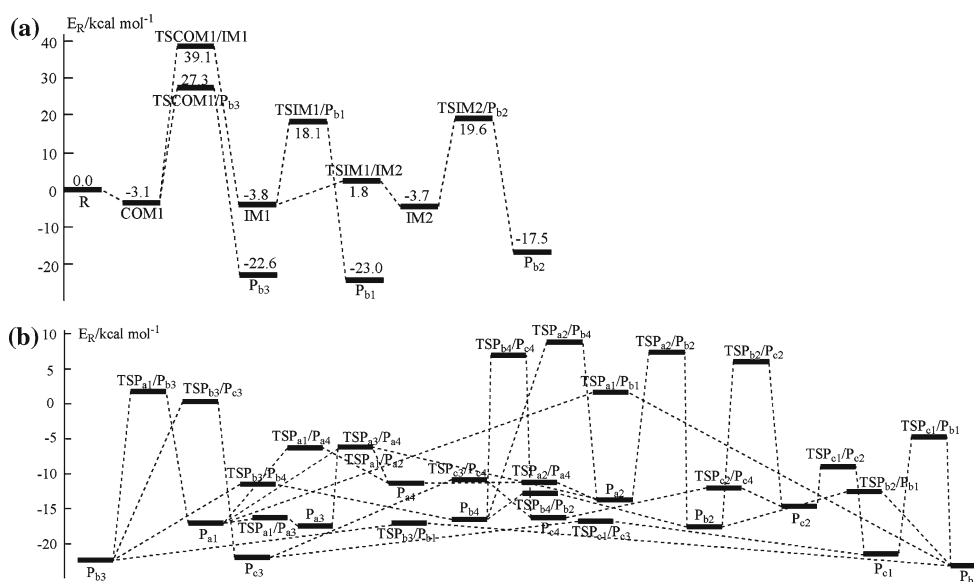 (a)
E_R/kcal mol⁻¹
40
30
20
10
0
-10
-20
TSCOM1/IM1
39.1
27.3
TSCOM1/P_b3
TSIM1/P_b1
18.1
TSIM2/P_b2
19.6
TSIM1/IM2
1.8
0.0
R
-3.1
COM1
-3.8
IM1
-3.7
IM2
-22.6
P_b3
-23.0
P_b1
-17.5
P_b2
(b)
E_R/kcal mol⁻¹
10
5
0
-5
-10
-15
-20
TSP_a1/P_b3
TSP_b3/P_c3
TSP_b4/P_c4
TSP_a2/P_b4
TSP_a2/P_b2
TSP_b2/P_c2
TSP_a1/P_b1
TSP_c1/P_b1
TSP_a1/P_a4
TSP_a3/P_a4
TSP_a1/P_a2
TSP_b3/P_b4
TSP_c3/P_c4
TSP_a2/P_a4
TSP_c1/P_c2
TSP_c2/P_c4
TSP_b2/P_b1
P_a4
P_a2
TSP_b4/P_b2
P_c2
P_a1
TSP_a1/P_a3
P_a3
P_b4
P_c4
TSP_b3/P_b1
TSP_c1/P_c3
P_b2
P_b3
P_c3
P_c1